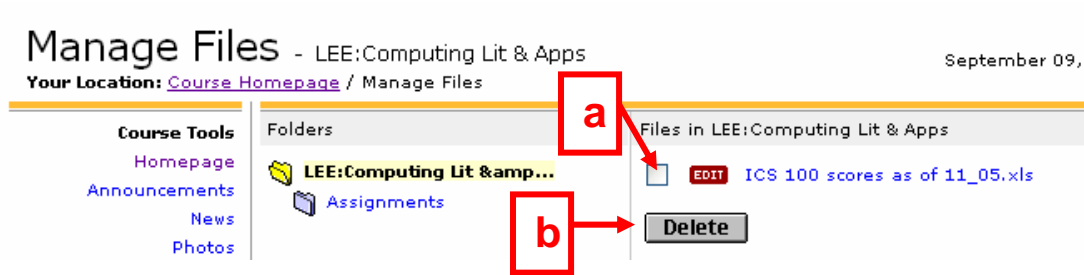 Manage Files - LEE:Computing Lit & Apps
September 09,
Your Location: Course Homepage / Manage Files
Course Tools
Homepage
Announcements
News
Photos
Folders
LEE:Computing Lit &amp...
Assignments
a
b
Files in LEE:Computing Lit & Apps
EDIT ICS 100 scores as of 11_05.xls
Delete